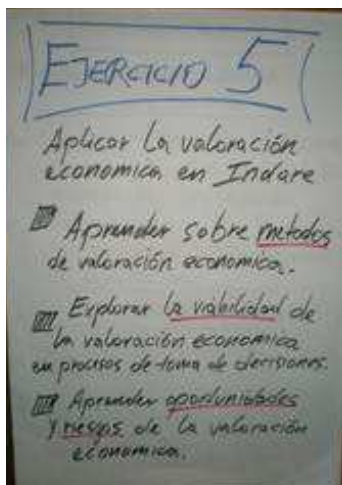 EJERCICIO 5
Aplicar la valoración
economica en Indare
Aprender sobre metodos
de valoración economica.
Explorar la viabilidad de
la valoración economica
en procesos de toma de decisiones.
Aprender oportunidades
y riesgos de la valoración
economica.